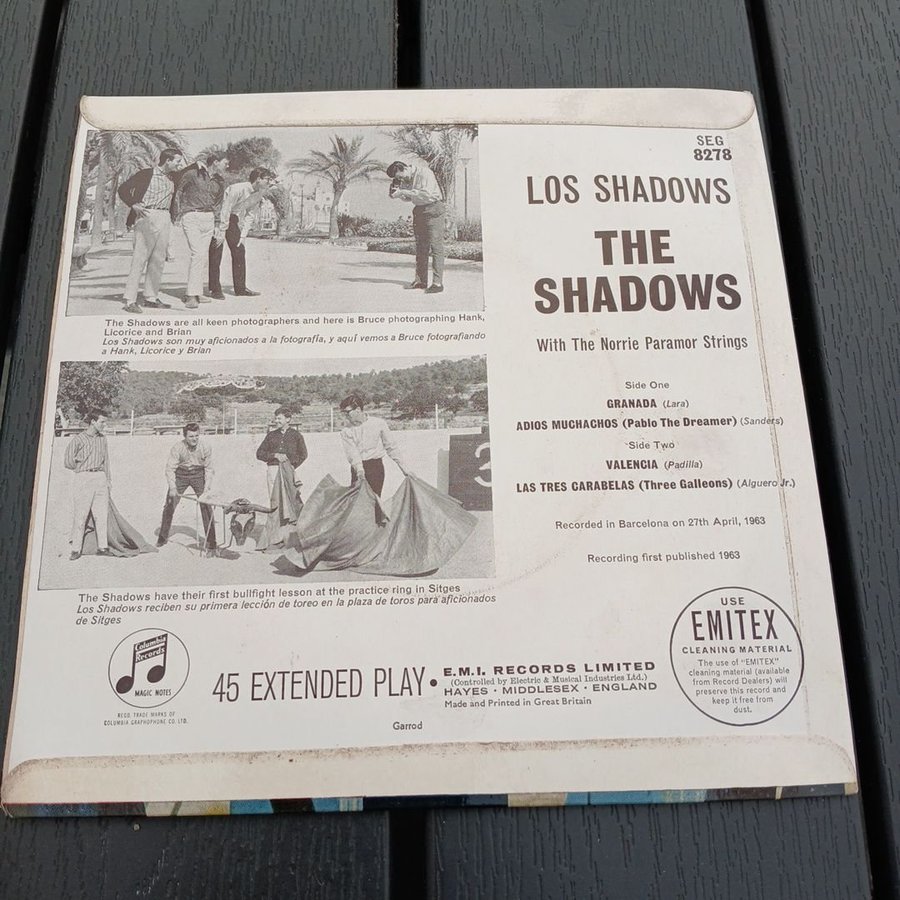 SEG
8278
LOS SHADOWS
THE
SHADOWS
With The Norrie Paramor Strings
Side One
GRANADA (Lara)
ADIOS MUCHACHOS (Pablo The Dreamer) (Sanders)
Side Two
VALENCIA (Padilla)
LAS TRES CARABELAS (Three Galleons) (Alguero Jr.)
Recorded in Barcelona on 27th April, 1963
Recording first published 1963
The Shadows are all keen photographers and here is Bruce photographing Hank,
Licorice and Brian
Los Shadows son muy aficionados a la fotografía, y aquí vemos a Bruce fotografiando
a Hank, Licorice y Brian
3
The Shadows have their first bullfight lesson at the practice ring in Sitges
Los Shadows reciben su primera lección de toreo en la plaza de toros para aficionados
de Sitges
Columbia
Records
MAGIC NOTES
REGD. TRADE MARKS OF
COLUMBIA GRAPHOPHONE CO. LTD.
45 EXTENDED PLAY •
E.M.I. RECORDS LIMITED
(Controlled by Electric & Musical Industries Ltd.)
HAYES · MIDDLESEX · ENGLAND
Made and Printed in Great Britain
Garrod
USE
EMITEX
CLEANING MATERIAL
The use of "EMITEX"
cleaning material (available
from Record Dealers) will
preserve this record and
keep it free from
dust.